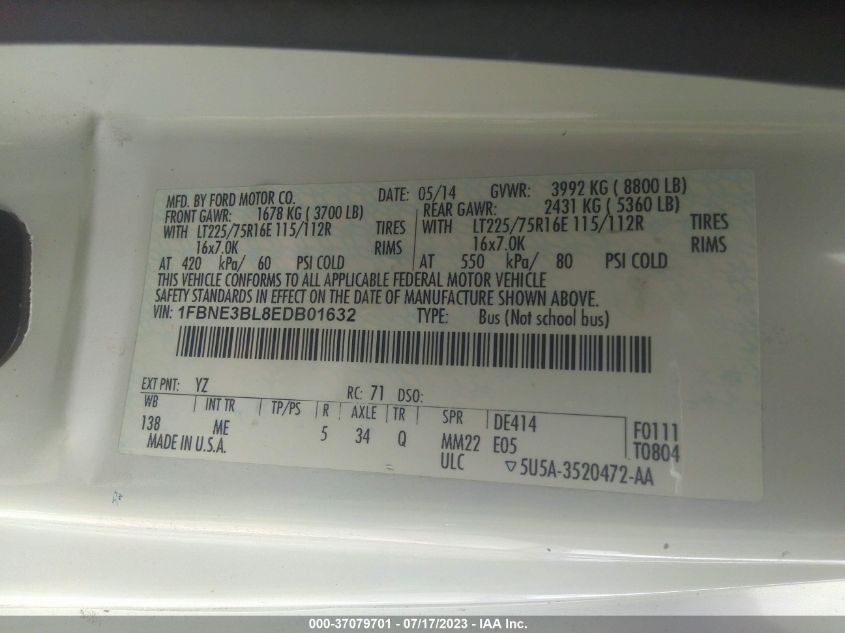 MFD. BY FORD MOTOR CO. DATE: 05/14 GVWR: 3992 KG ( 8800 LB)
FRONT GAWR: 1678 KG ( 3700 LB) REAR GAWR: 2431 KG ( 5360 LB)
WITH LT225/75R16E 115/112R TIRES WITH LT225/75R16E 115/112R TIRES
16x7.0K RIMS 16x7.0K RIMS
AT 420 kPa/ 60 PSI COLD AT 550 kPa/ 80 PSI COLD
THIS VEHICLE CONFORMS TO ALL APPLICABLE FEDERAL MOTOR VEHICLE
SAFETY STANDARDS IN EFFECT ON THE DATE OF MANUFACTURE SHOWN ABOVE.
VIN: 1FBNE3BL8EDB01632 TYPE: Bus (Not school bus)
EXT PNT: YZ RC: 71 DSO:
WB INT TR TP/PS R AXLE TR SPR DE414
138 ME 5 34 Q MM22 E05 F0111
MADE IN U.S.A. ULC T0804
▽5U5A-3520472-AA
000-37079701 - 07/17/2023 - IAA Inc.